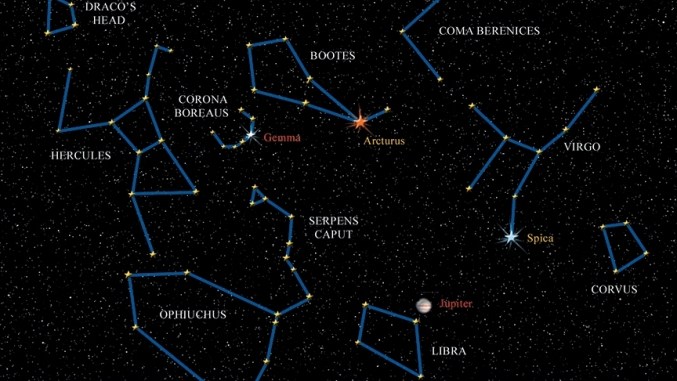 DRACO'S
HEAD
COMA BERENICES
BOOTES
CORONA
BOREAUS
Gemma
Arcturus
HERCULES
VIRGO
SERPENS
CAPUT
Spica
CORVUS
Jupiter
OPHIUCHUS
LIBRA